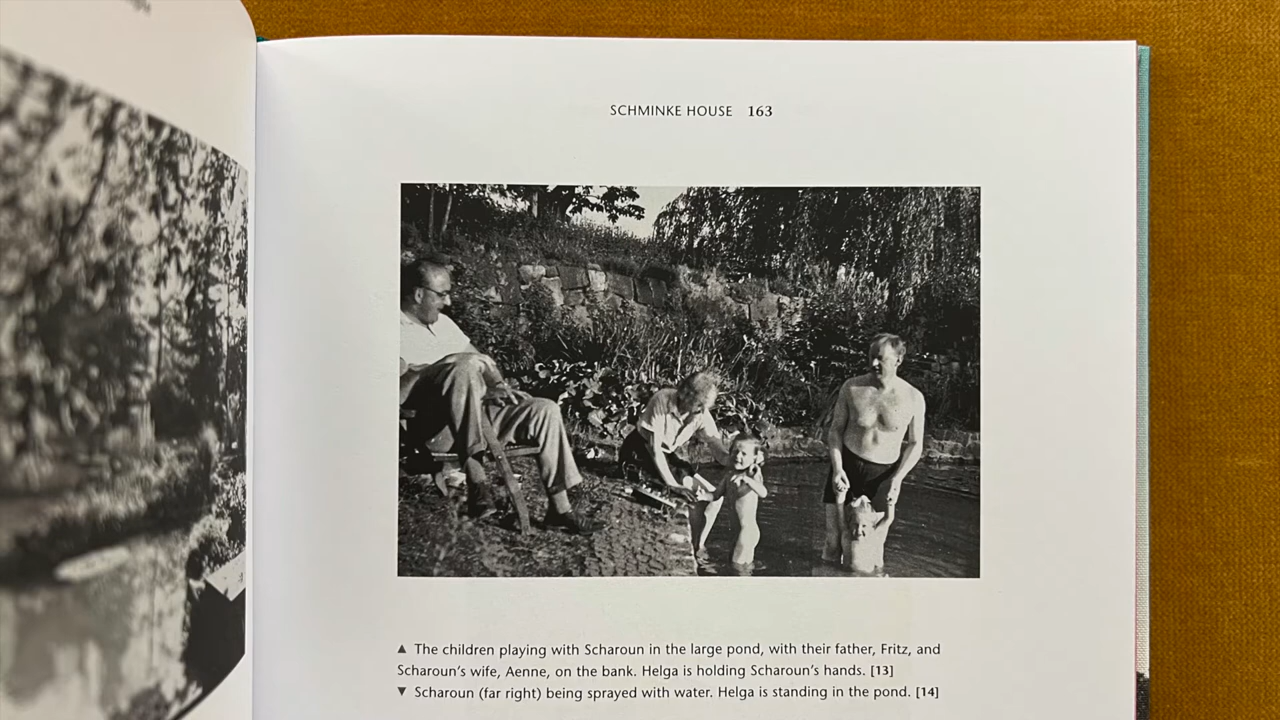 SCHMINKE HOUSE 163
▲ The children playing with Scharoun in the large pond, with their father, Fritz, and
Scharoun's wife, Aenne, on the bank. Helga is holding Scharoun's hands. [13]
▼ Scharoun (far right) being sprayed with water. Helga is standing in the pond. [14]